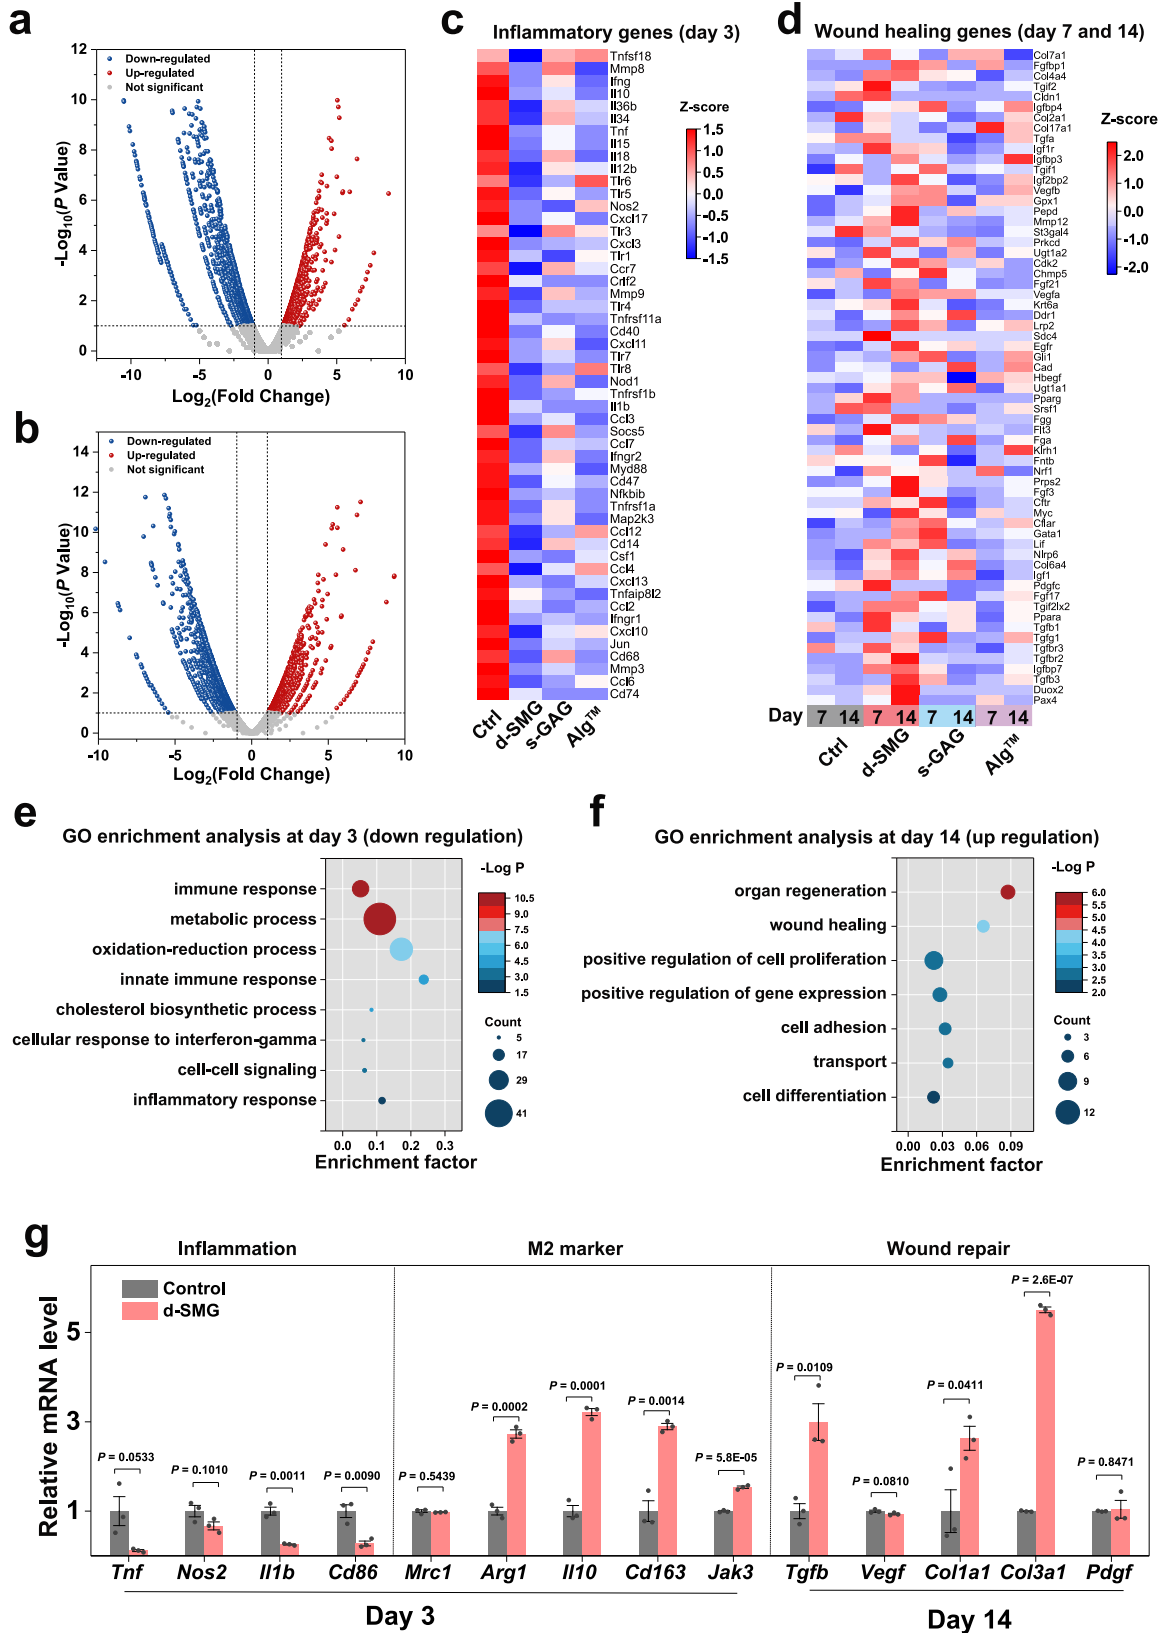 a
Down-regulated
Up-regulated
Not significant
-Log10(P Value)
12
10
8
6
4
2
0
-10
-5
0
5
10
Log2(Fold Change)
b
Down-regulated
Up-regulated
Not significant
-Log10(P Value)
14
12
10
8
6
4
2
0
-10
-5
0
5
10
Log2(Fold Change)
c
Inflammatory genes (day 3)
Tnfsf18
Mmp8
Ifng
Il10
Il36b
Il34
Tnf
Il15
Il18
Il12b
Tlr6
Tlr5
Nos2
Cxcl17
Tlr3
Cxcl3
Tlr1
Ccr7
Crlf2
Mmp9
Tlr4
Tnfrsf11a
Cd40
Cxcl11
Tlr7
Tlr8
Nod1
Tnfrsf1b
Il1b
Ccl3
Socs5
Ccl7
Ifngr2
Myd88
Cd47
Nfkbib
Tnfrsf1a
Map2k3
Ccl12
Cd14
Csf1
Ccl4
Cxcl13
Tnfaip8l2
Ccl2
Ifngr1
Cxcl10
Jun
Cd68
Mmp3
Ccl6
Cd74
Ctrl
d-SMG
s-GAG
Alg™
Z-score
1.5
1.0
0.5
0.0
-0.5
-1.0
-1.5
d
Wound healing genes (day 7 and 14)
Col7a1
Fgfbp1
Col4a4
Tgif2
Cldn1
Igfbp4
Col2a1
Col17a1
Tgfa
Igf1r
Igfbp3
Tgif1
Igf2bp2
Vegfb
Gpx1
Pepd
Mmp12
St3gal4
Prkcd
Ugt1a2
Cdk2
Chmp5
Fgf21
Vegfa
Krt6a
Ddr1
Lrp2
Sdc4
Egfr
Gli1
Cad
Hbegf
Ugt1a1
Pparg
Srsf1
Fgg
Flt3
Fga
Klrh1
Fntb
Nrf1
Prps2
Fgf3
Cftr
Myc
Cflar
Gata1
Lif
Nlrp6
Col6a4
Igf1
Pdgfc
Fgf17
Tgif2lx2
Ppara
Tgfb1
Tgfg1
Tgfbr3
Tgfbr2
Igfbp7
Tgfb3
Duox2
Pax4
Day 7 14 7 14 7 14 7 14
Ctrl
d-SMG
s-GAG
Alg™
Z-score
2.0
1.0
0.0
-1.0
-2.0
e
GO enrichment analysis at day 3 (down regulation)
immune response
metabolic process
oxidation-reduction process
innate immune response
cholesterol biosynthetic process
cellular response to interferon-gamma
cell-cell signaling
inflammatory response
0.0
0.1
0.2
0.3
Enrichment factor
-Log P
10.5
9.0
7.5
6.0
4.5
3.0
1.5
Count
5
17
29
41
f
GO enrichment analysis at day 14 (up regulation)
organ regeneration
wound healing
positive regulation of cell proliferation
positive regulation of gene expression
cell adhesion
transport
cell differentiation
0.00
0.03
0.06
0.09
Enrichment factor
-Log P
6.0
5.5
5.0
4.5
4.0
3.5
3.0
2.5
2.0
Count
3
6
9
12
g
Inflammation
M2 marker
Wound repair
Control
d-SMG
Relative mRNA level
5
3
1
P = 0.0533
P = 0.1010
P = 0.0011
P = 0.0090
P = 0.5439
P = 0.0002
P = 0.0001
P = 0.0014
P = 5.8E-05
P = 0.0109
P = 0.0810
P = 0.0411
P = 2.6E-07
P = 0.8471
Tnf
Nos2
Il1b
Cd86
Mrc1
Arg1
Il10
Cd163
Jak3
Tgfb
Vegf
Col1a1
Col3a1
Pdgf
Day 3
Day 14